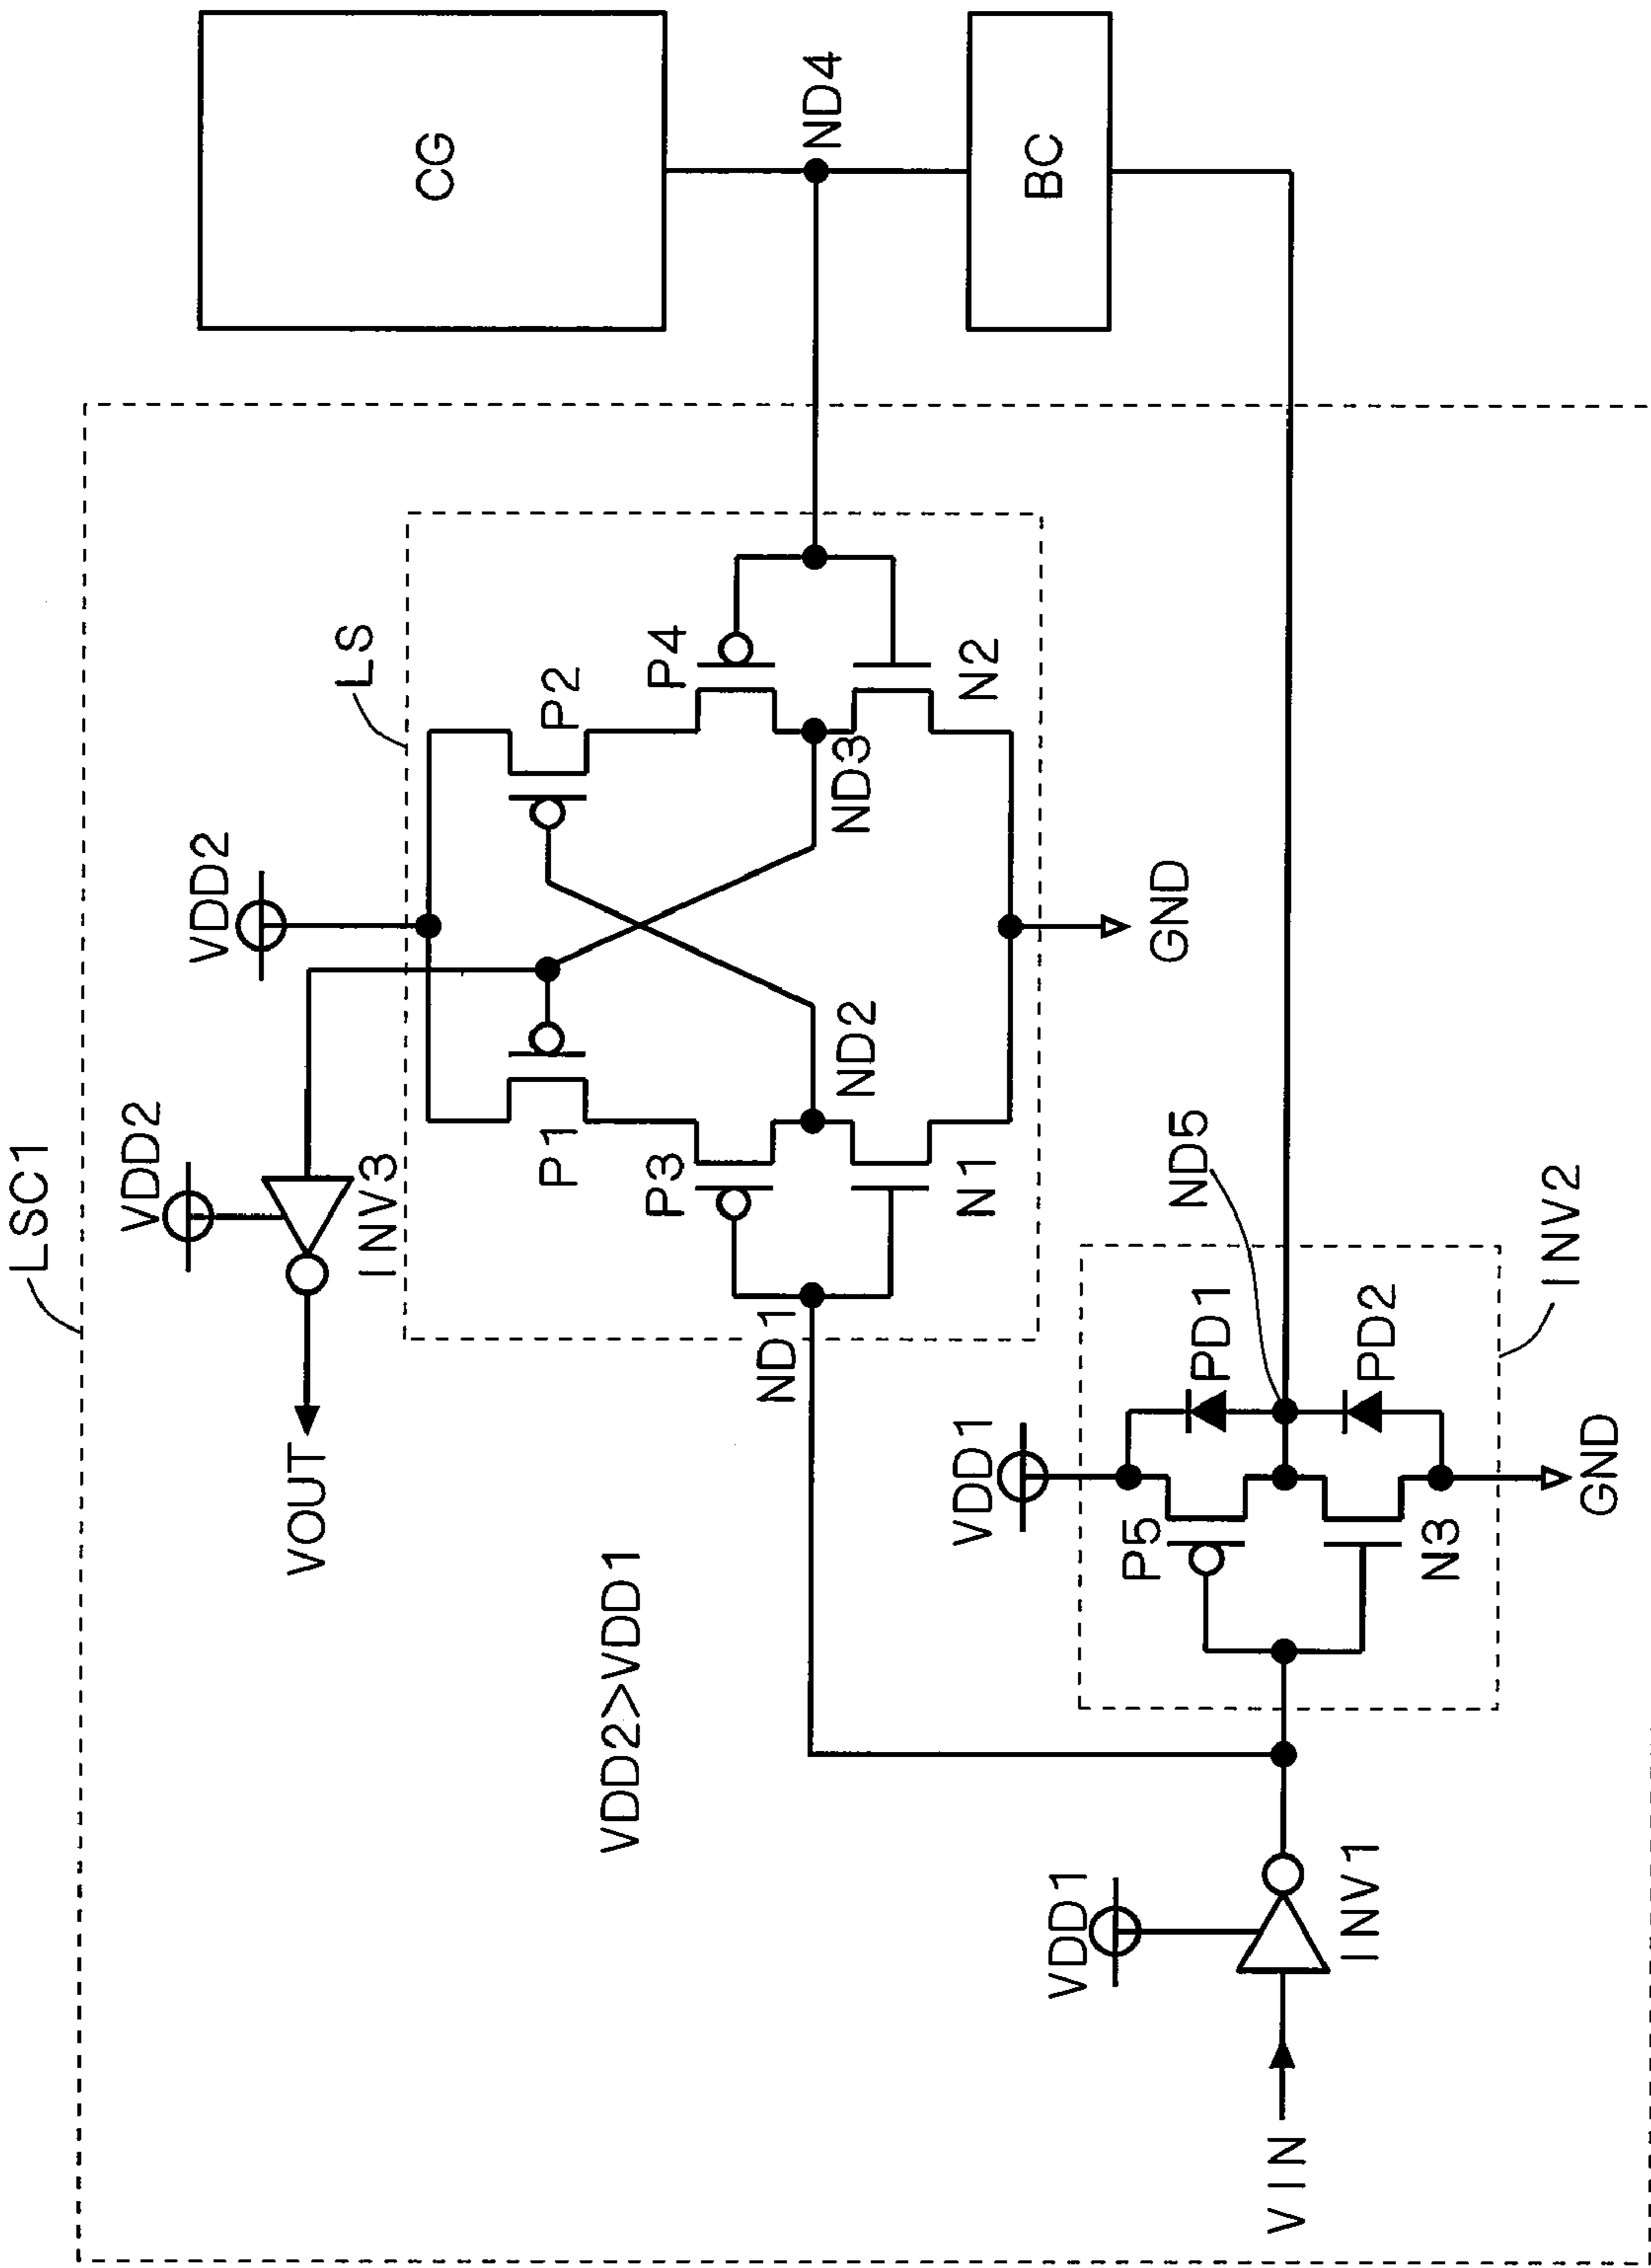 LSC1
VDD2
VDD2
LS
VOUT
INV3
P1
P2
P3
P4
CG
ND1
ND2
ND3
ND4
N1
N2
VDD2>VDD1
GND
BC
VDD1
VDD1
ND5
P5
PD1
N3
PD2
VIN
INV1
GND
INV2